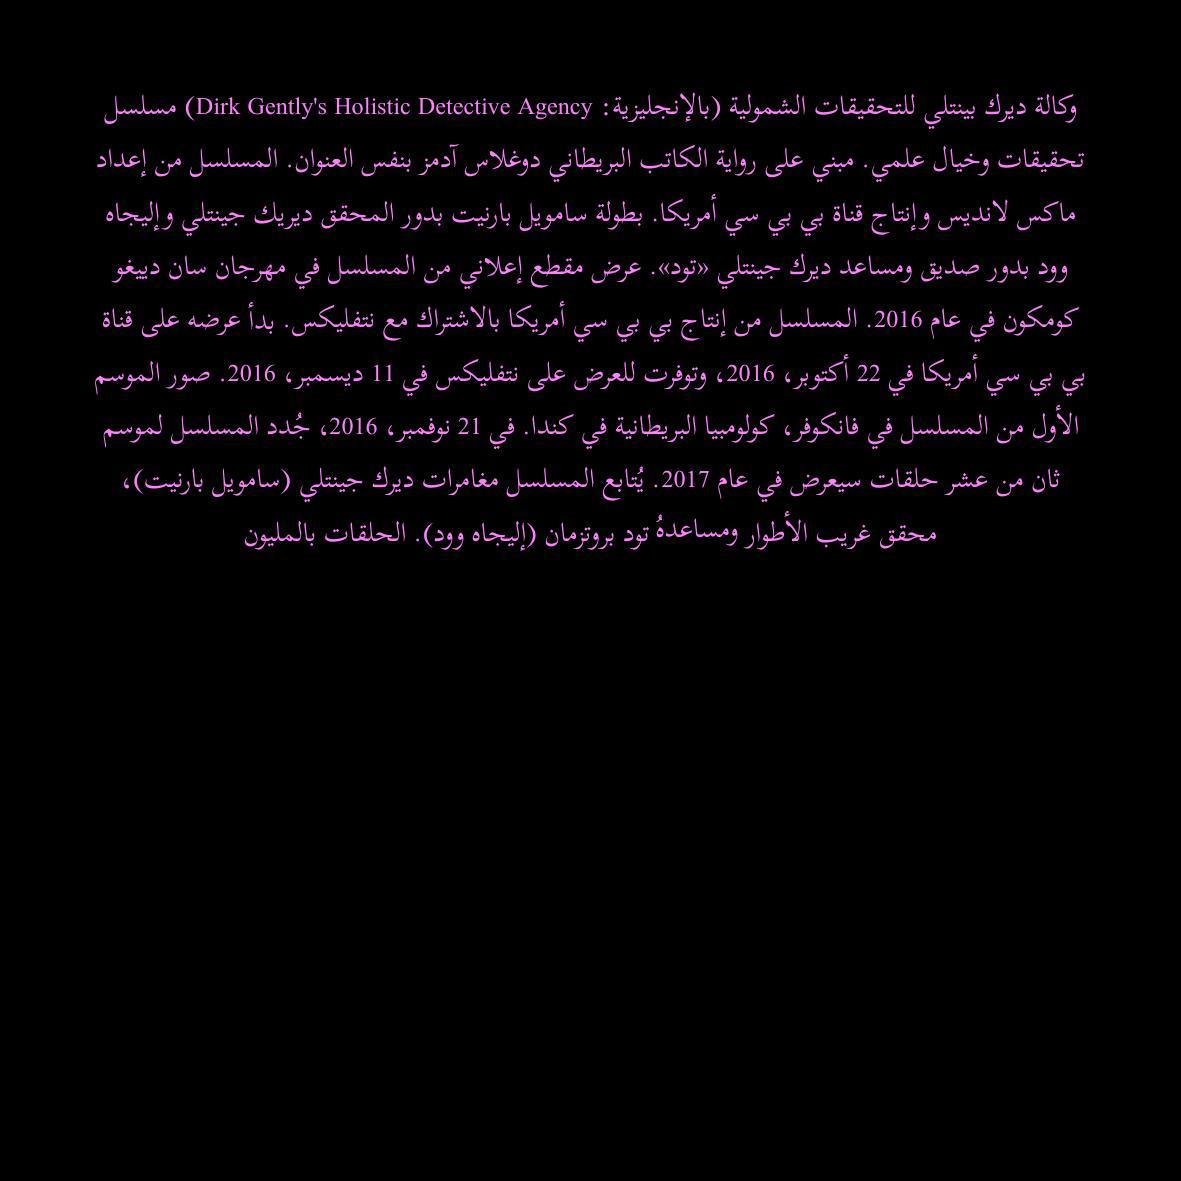 وكالة ديرك بينتلي للتحقيقات الشمولية (بالإنجليزية: Dirk Gently's Holistic Detective Agency) مسلسل
تحقيقات وخيال علمي. مبني على رواية الكاتب البريطاني دوغلاس آدمز بنفس العنوان. المسلسل من إعداد
ماكس لانديس وإنتاج قناة بي بي سي أمريكا. بطولة سامويل بارنيت بدور المحقق ديريك جينتلي وإليجاه
وود بدور صديق ومساعد ديرك جينتلي «تود». عرض مقطع إعلاني من المسلسل في مهرجان سان دييغو
كومكون في عام 2016. المسلسل من إنتاج بي بي سي أمريكا بالاشتراك مع نتفليكس. بدأ عرضه على قناة
بي بي سي أمريكا في 22 أكتوبر، 2016، وتوفرت للعرض على نتفليكس في 11 ديسمبر، 2016. صور الموسم
الأول من المسلسل في فانكوفر، كولومبيا البريطانية في كندا. في 21 نوفمبر، 2016، جُدد المسلسل لموسم
ثان من عشر حلقات سيعرض في عام 2017. يُتابع المسلسل مغامرات ديرك جينتلي (سامويل بارنيت)،
محقق غريب الأطوار ومساعدهُ تود بروتزمان (إليجاه وود). الحلقات بالمليون